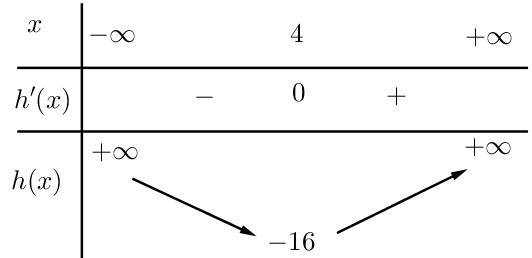 x −∞ 4 +∞
h′(x) − 0 +
+∞ +∞
h(x)
−16